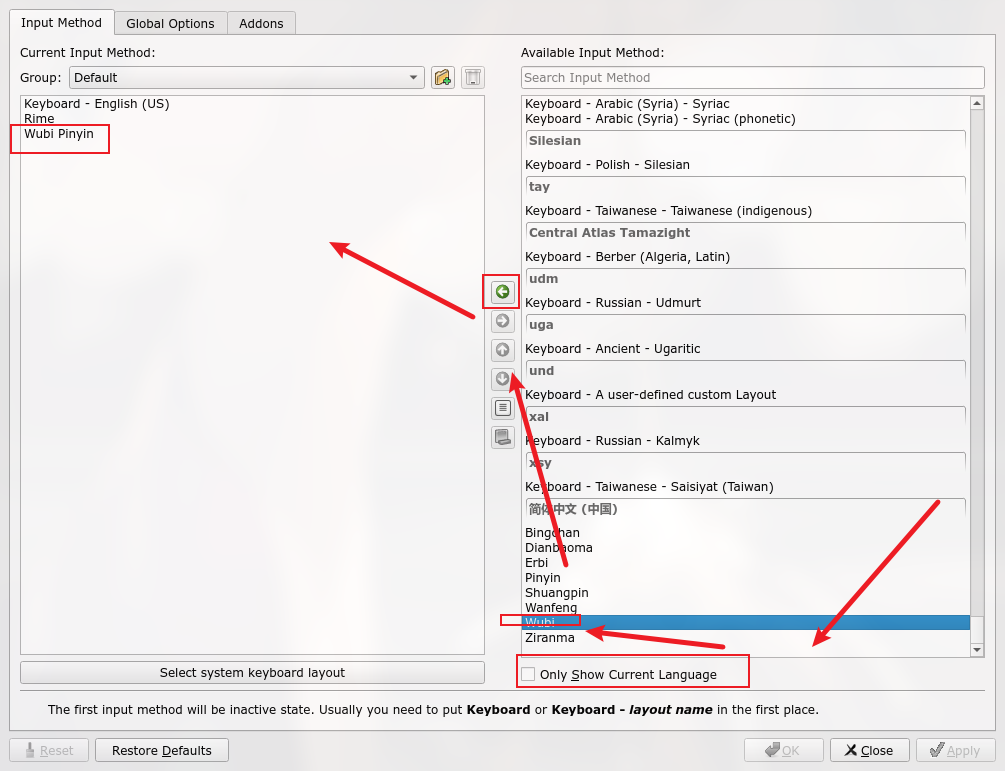 Input Method
Global Options
Addons
Current Input Method:
Group: Default
Keyboard - English (US)
Rime
Wubi Pinyin
Select system keyboard layout
Available Input Method:
Search Input Method
Keyboard - Arabic (Syria) - Syriac
Keyboard - Arabic (Syria) - Syriac (phonetic)
Silesian
Keyboard - Polish - Silesian
tay
Keyboard - Taiwanese - Taiwanese (indigenous)
Central Atlas Tamazight
Keyboard - Berber (Algeria, Latin)
udm
Keyboard - Russian - Udmurt
uga
Keyboard - Ancient - Ugaritic
und
Keyboard - A user-defined custom Layout
xal
Keyboard - Russian - Kalmyk
xsy
Keyboard - Taiwanese - Saisiyat (Taiwan)
简体中文 (中国)
Bingchan
Dianbaoma
Erbi
Pinyin
Shuangpin
Wanfeng
Wubi
Ziranma
Only Show Current Language
The first input method will be inactive state. Usually you need to put Keyboard or Keyboard – layout name in the first place.
Reset
Restore Defaults
OK
Close
Apply